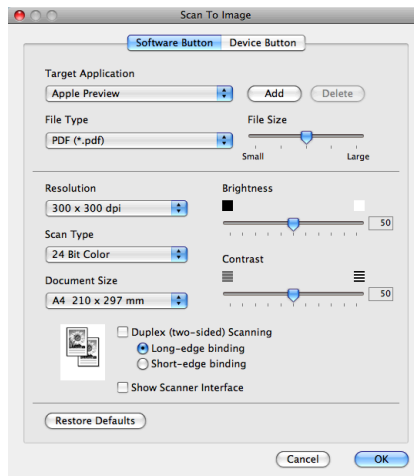 Scan To Image
Software Button Device Button
Target Application
Apple Preview Add Delete
File Type File Size
PDF (*.pdf)
Small Large
Resolution Brightness
300 x 300 dpi
50
Scan Type
24 Bit Color
Contrast
Document Size
A4 210 x 297 mm 50
Duplex (two-sided) Scanning
Long-edge binding
Short-edge binding
Show Scanner Interface
Restore Defaults
Cancel OK